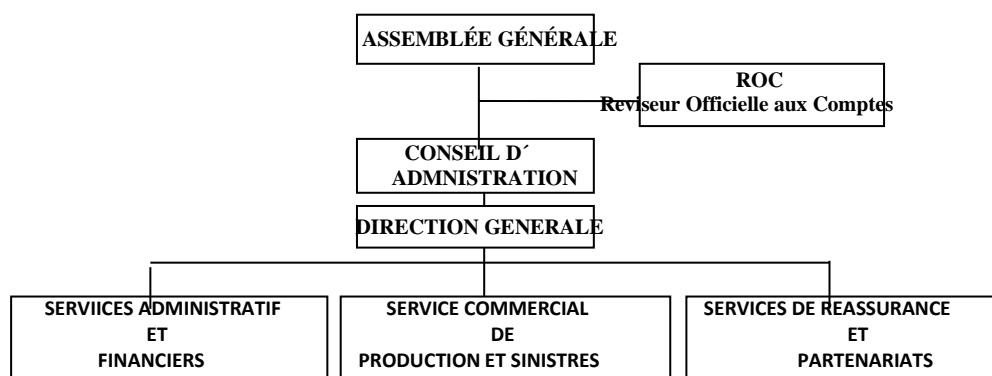 ASSEMBLÉE GÉNÉRALE
ROC
Reviseur Officielle aux Comptes
CONSEIL D´
ADMNISTRATION
DIRECTION GENERALE
SERVIICES ADMINISTRATIF
ET
FINANCIERS
SERVICE COMMERCIAL
DE
PRODUCTION ET SINISTRES
SERVICES DE REASSURANCE
ET
PARTENARIATS